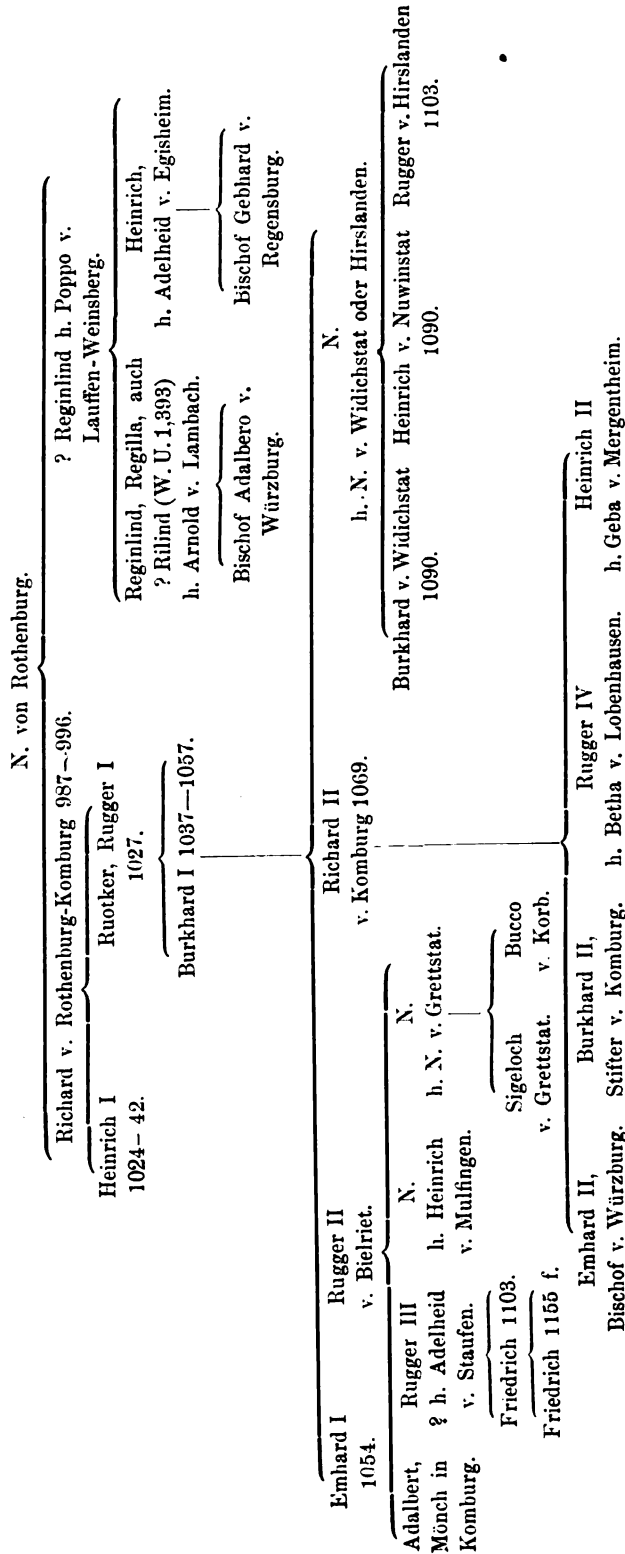 N. von Rothenburg.
Richard v. Rothenburg-Komburg 987—996.
? Reginlind h. Poppo v.
Lauffen-Weinsberg.
Heinrich I
1024—42.
Ruotker, Rugger I
1027.
Reginlind, Regilla, auch
? Rilind (W. U. 1,393)
h. Arnold v. Lambach.
Heinrich,
h. Adelheid v. Egisheim.
Burkhard I 1037—1057.
Bischof Adalbero v.
Würzburg.
Bischof Gebhard v.
Regensburg.
Emhard I
1054.
Rugger II
v. Bielriet.
Richard II
v. Komburg 1069.
N.
h. N. v. Widichstat oder Hirslanden.
Adalbert,
Mönch in
Komburg.
Rugger III
? h. Adelheid
v. Staufen.
N.
h. Heinrich
v. Mulfingen.
N.
h. N. v. Grettstat.
Burkhard v. Widichstat
1090.
Heinrich v. Nuwinstat
1090.
Rugger v. Hirslanden
1103.
Friedrich 1103.
Friedrich 1155 f.
Sigeloch
v. Grettstat.
Bucco
v. Korb.
Emhard II,
Bischof v. Würzburg.
Burkhard II,
Stifter v. Komburg.
Rugger IV
h. Betha v. Lobenhausen.
Heinrich II
h. Geba v. Mergentheim.